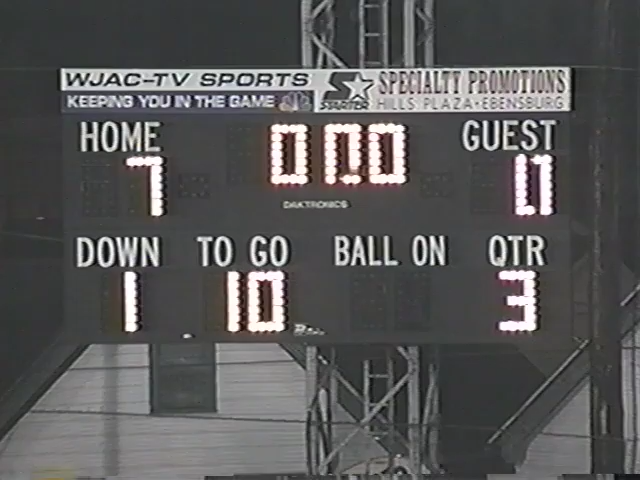 WJAC-TV SPORTS
KEEPING YOU IN THE GAME
STARTER
SPECIALTY PROMOTIONS
HILLS PLAZA·EBENSBURG
HOME 0:00 GUEST
7 0
DAKTRONICS
DOWN TO GO BALL ON QTR
1 10 3